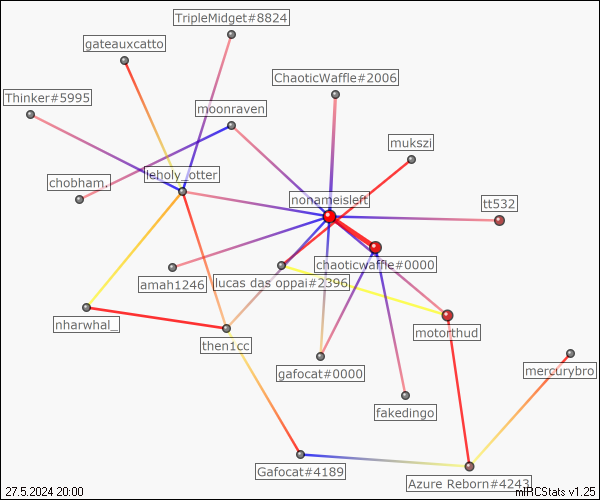 TripleMidget#8824
gateauxcatto
ChaoticWaffle#2006
Thinker#5995
moonraven
mukszi
leholy_otter
chobham.
nonameisleft
tt532
chaoticwaffle#0000
amah1246
lucas das oppai#2396
nharwhal_
motorthud
then1cc
mercurybro
gafocat#0000
fakedingo
Gafocat#4189
Azure Reborn#4243
27.5.2024 20:00
mIRCStats v1.25